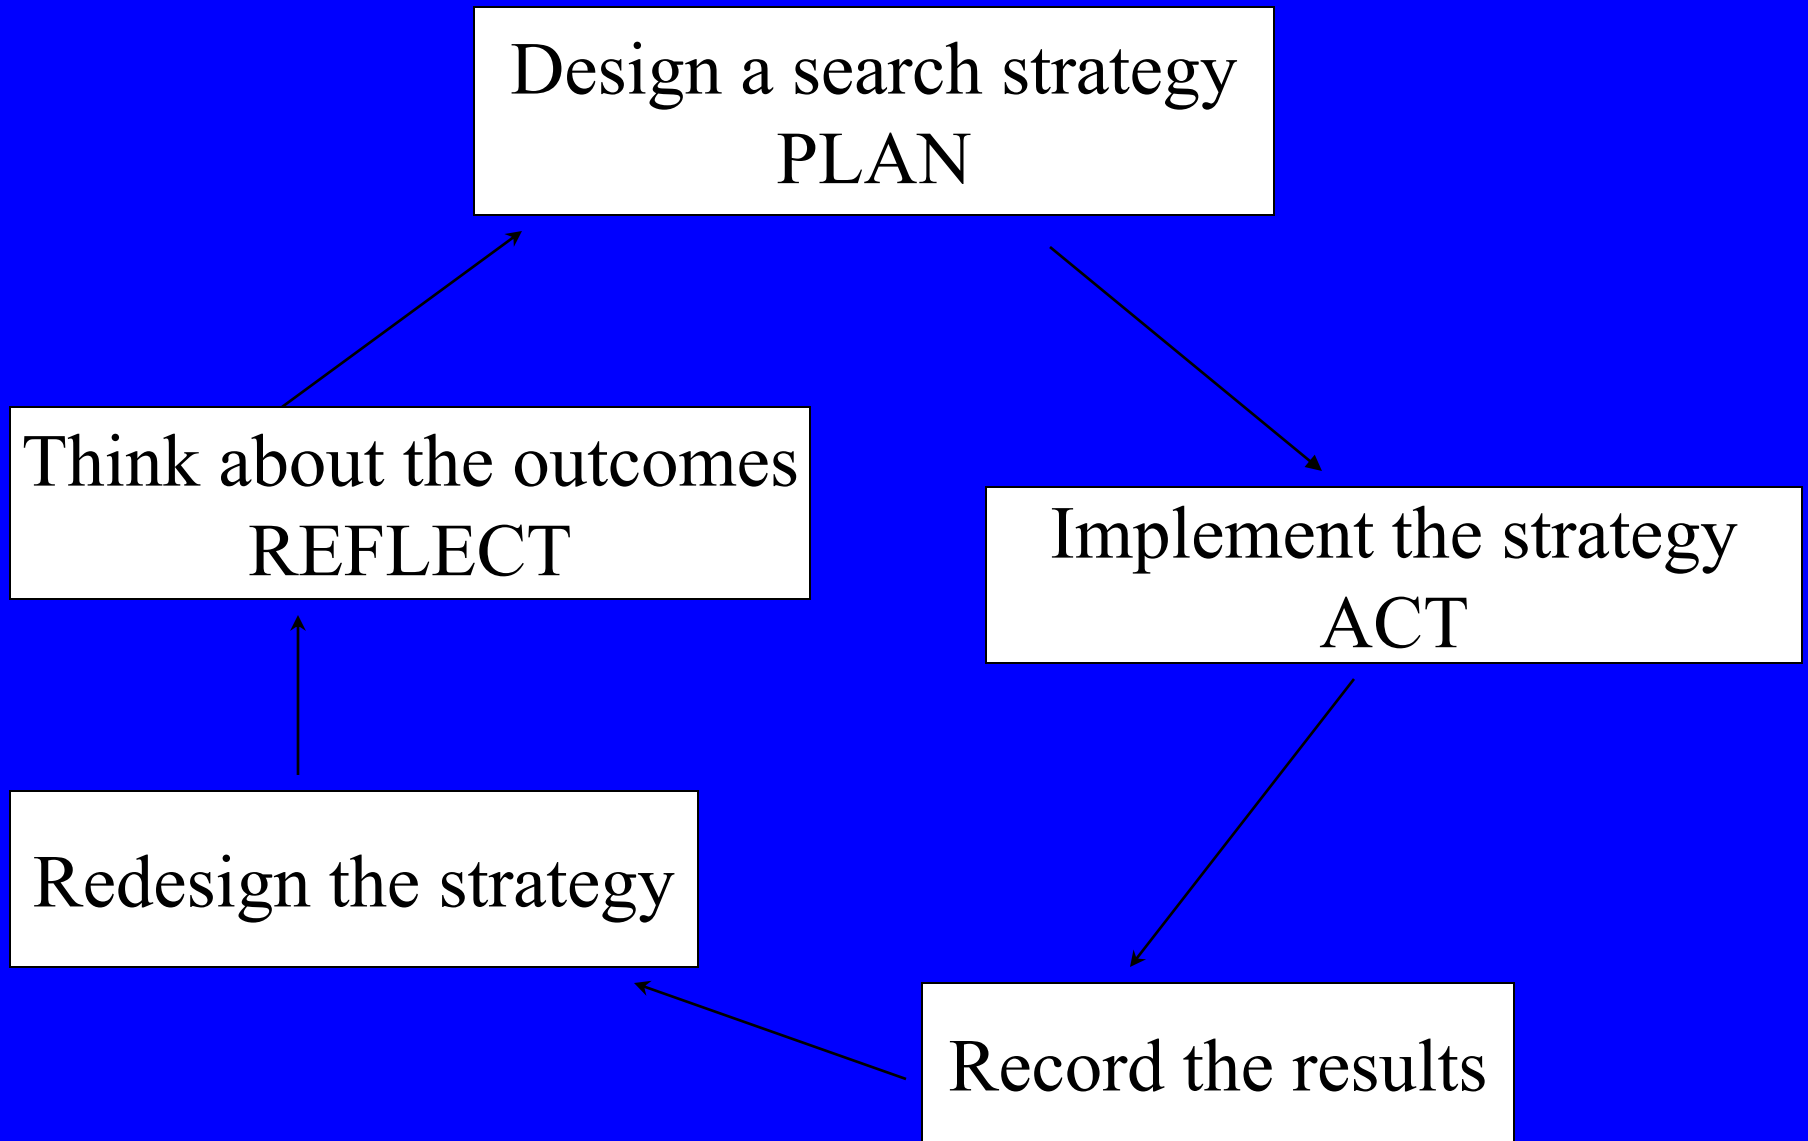 Design a search strategy
PLAN
Think about the outcomes
REFLECT
Implement the strategy
ACT
Redesign the strategy
Record the results